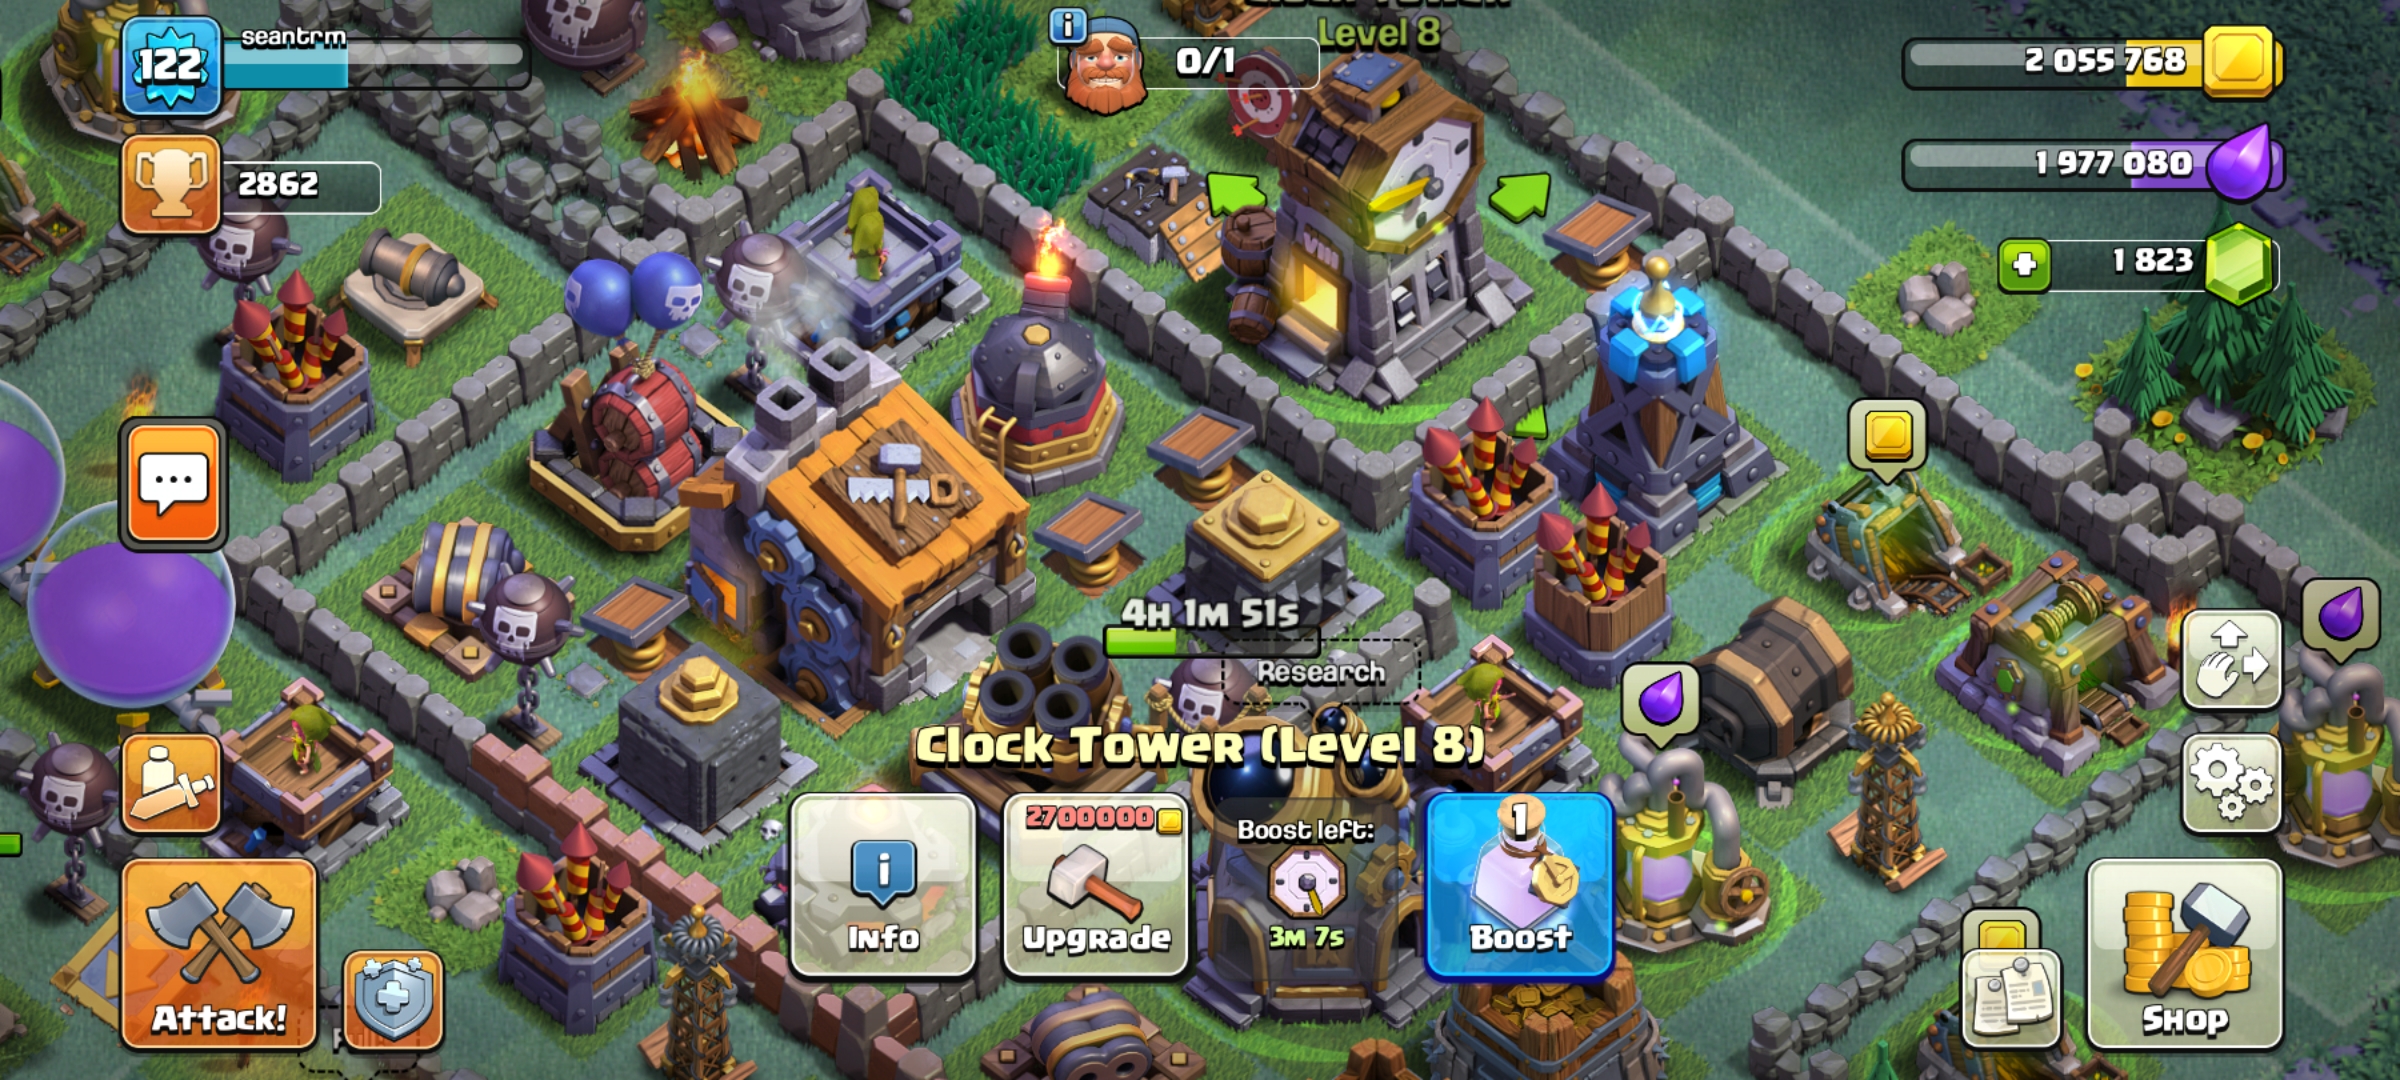 122
seantrm
2862
0/1
Level 8
2 055 768
1 977 080
1 823
VIII
4H 1M 51S
Research
Clock Tower (Level 8)
Info
2700000
Upgrade
Boost left:
3M 7S
1
Boost
Attack!
Shop